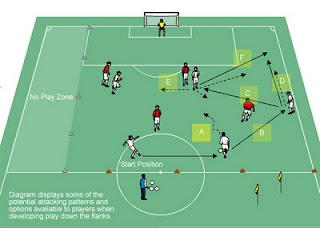 F
E
D
No Play Zone
C
A
B
Start Position
Diagram displays some of the
potential attacking patterns and
options available to players when
developing play down the flanks.